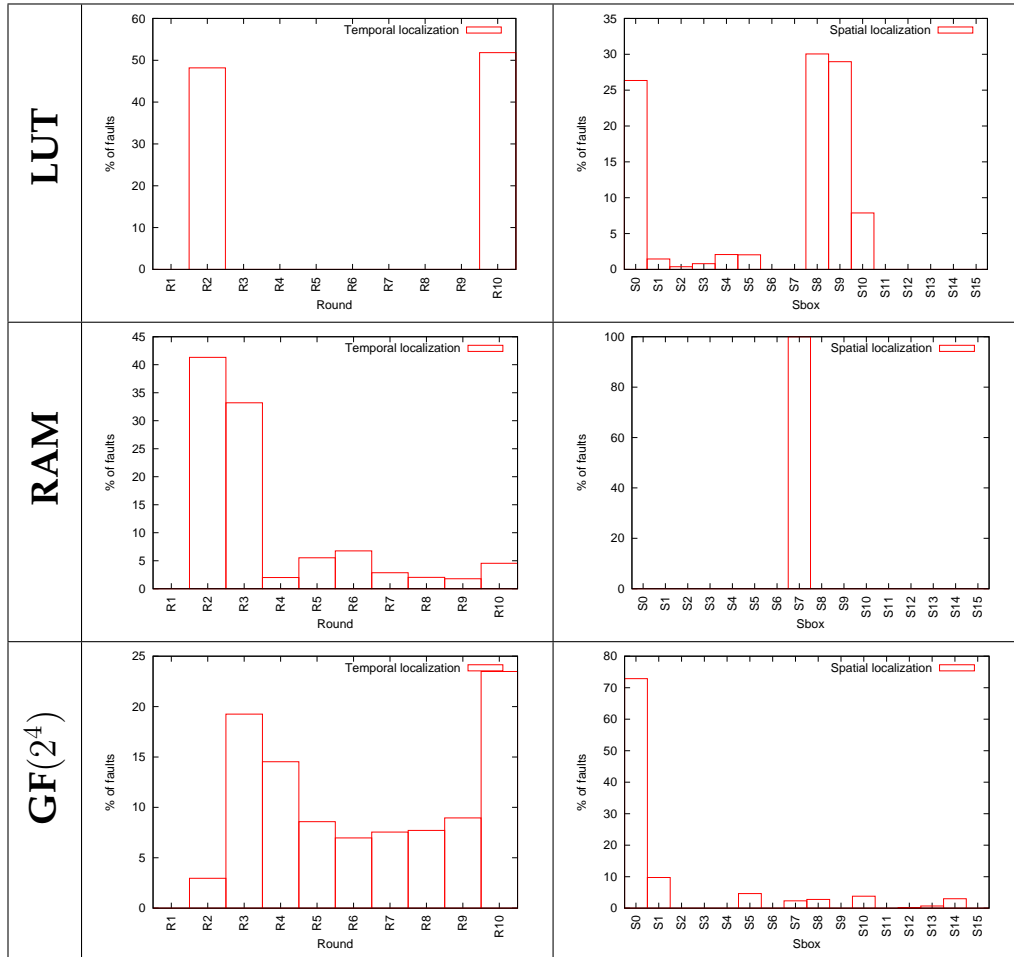 LUT
Temporal localization
% of faults
60
50
40
30
20
10
0
R1 R2 R3 R4 R5 R6 R7 R8 R9 R10
Round
Spatial localization
% of faults
35
30
25
20
15
10
5
0
S0 S1 S2 S3 S4 S5 S6 S7 S8 S9 S10 S11 S12 S13 S14 S15
Sbox
RAM
Temporal localization
% of faults
45
40
35
30
25
20
15
10
5
0
R1 R2 R3 R4 R5 R6 R7 R8 R9 R10
Round
Spatial localization
% of faults
100
80
60
40
20
0
S0 S1 S2 S3 S4 S5 S6 S7 S8 S9 S10 S11 S12 S13 S14 S15
Sbox
GF(2⁴)
Temporal localization
% of faults
25
20
15
10
5
0
R1 R2 R3 R4 R5 R6 R7 R8 R9 R10
Round
Spatial localization
% of faults
80
70
60
50
40
30
20
10
0
S0 S1 S2 S3 S4 S5 S6 S7 S8 S9 S10 S11 S12 S13 S14 S15
Sbox